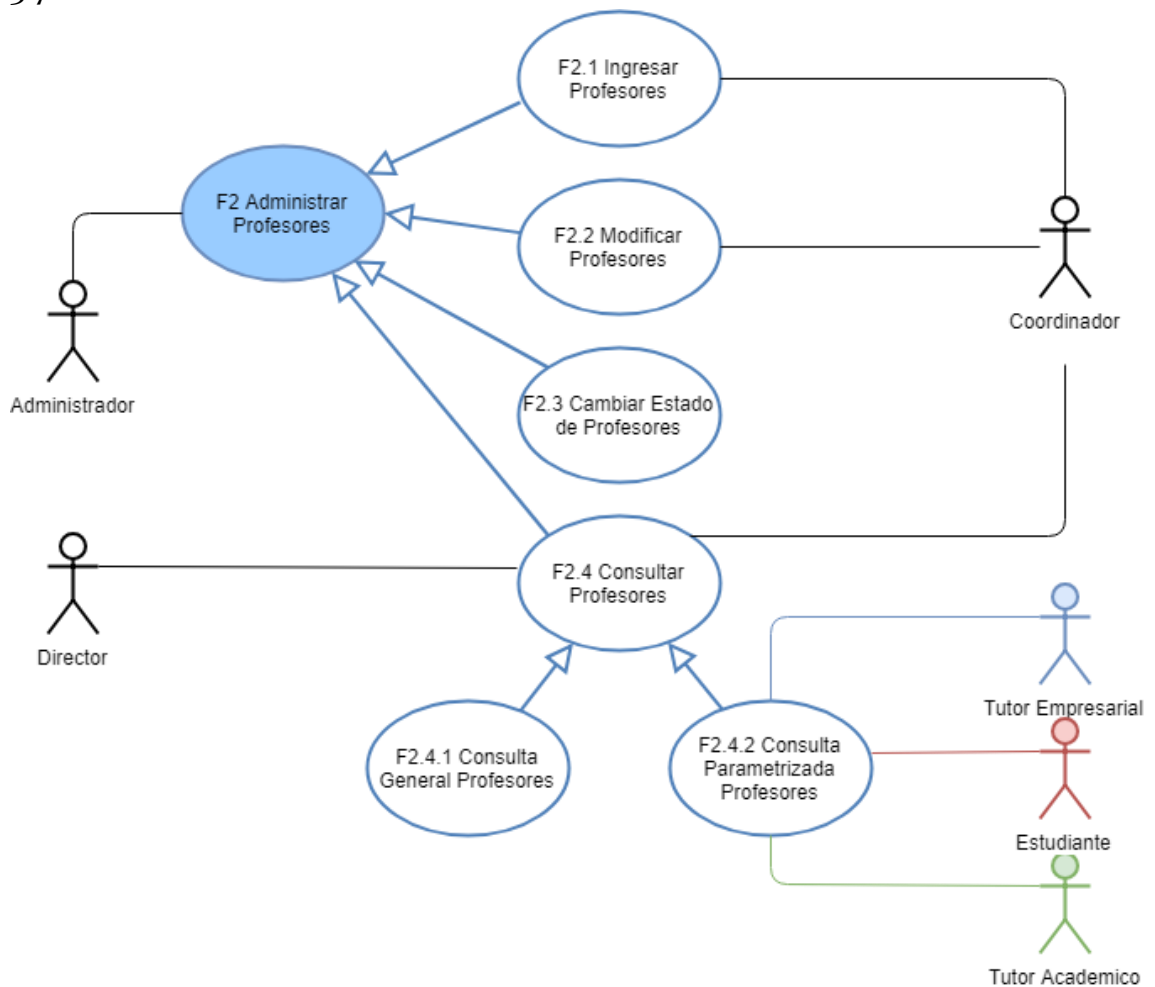 F2.1 Ingresar
Profesores
F2 Administrar
Profesores
F2.2 Modificar
Profesores
Coordinador
Administrador
F2.3 Cambiar Estado
de Profesores
F2.4 Consultar
Profesores
Director
Tutor Empresarial
F2.4.1 Consulta
General Profesores
F2.4.2 Consulta
Parametrizada
Profesores
Estudiante
Tutor Academico